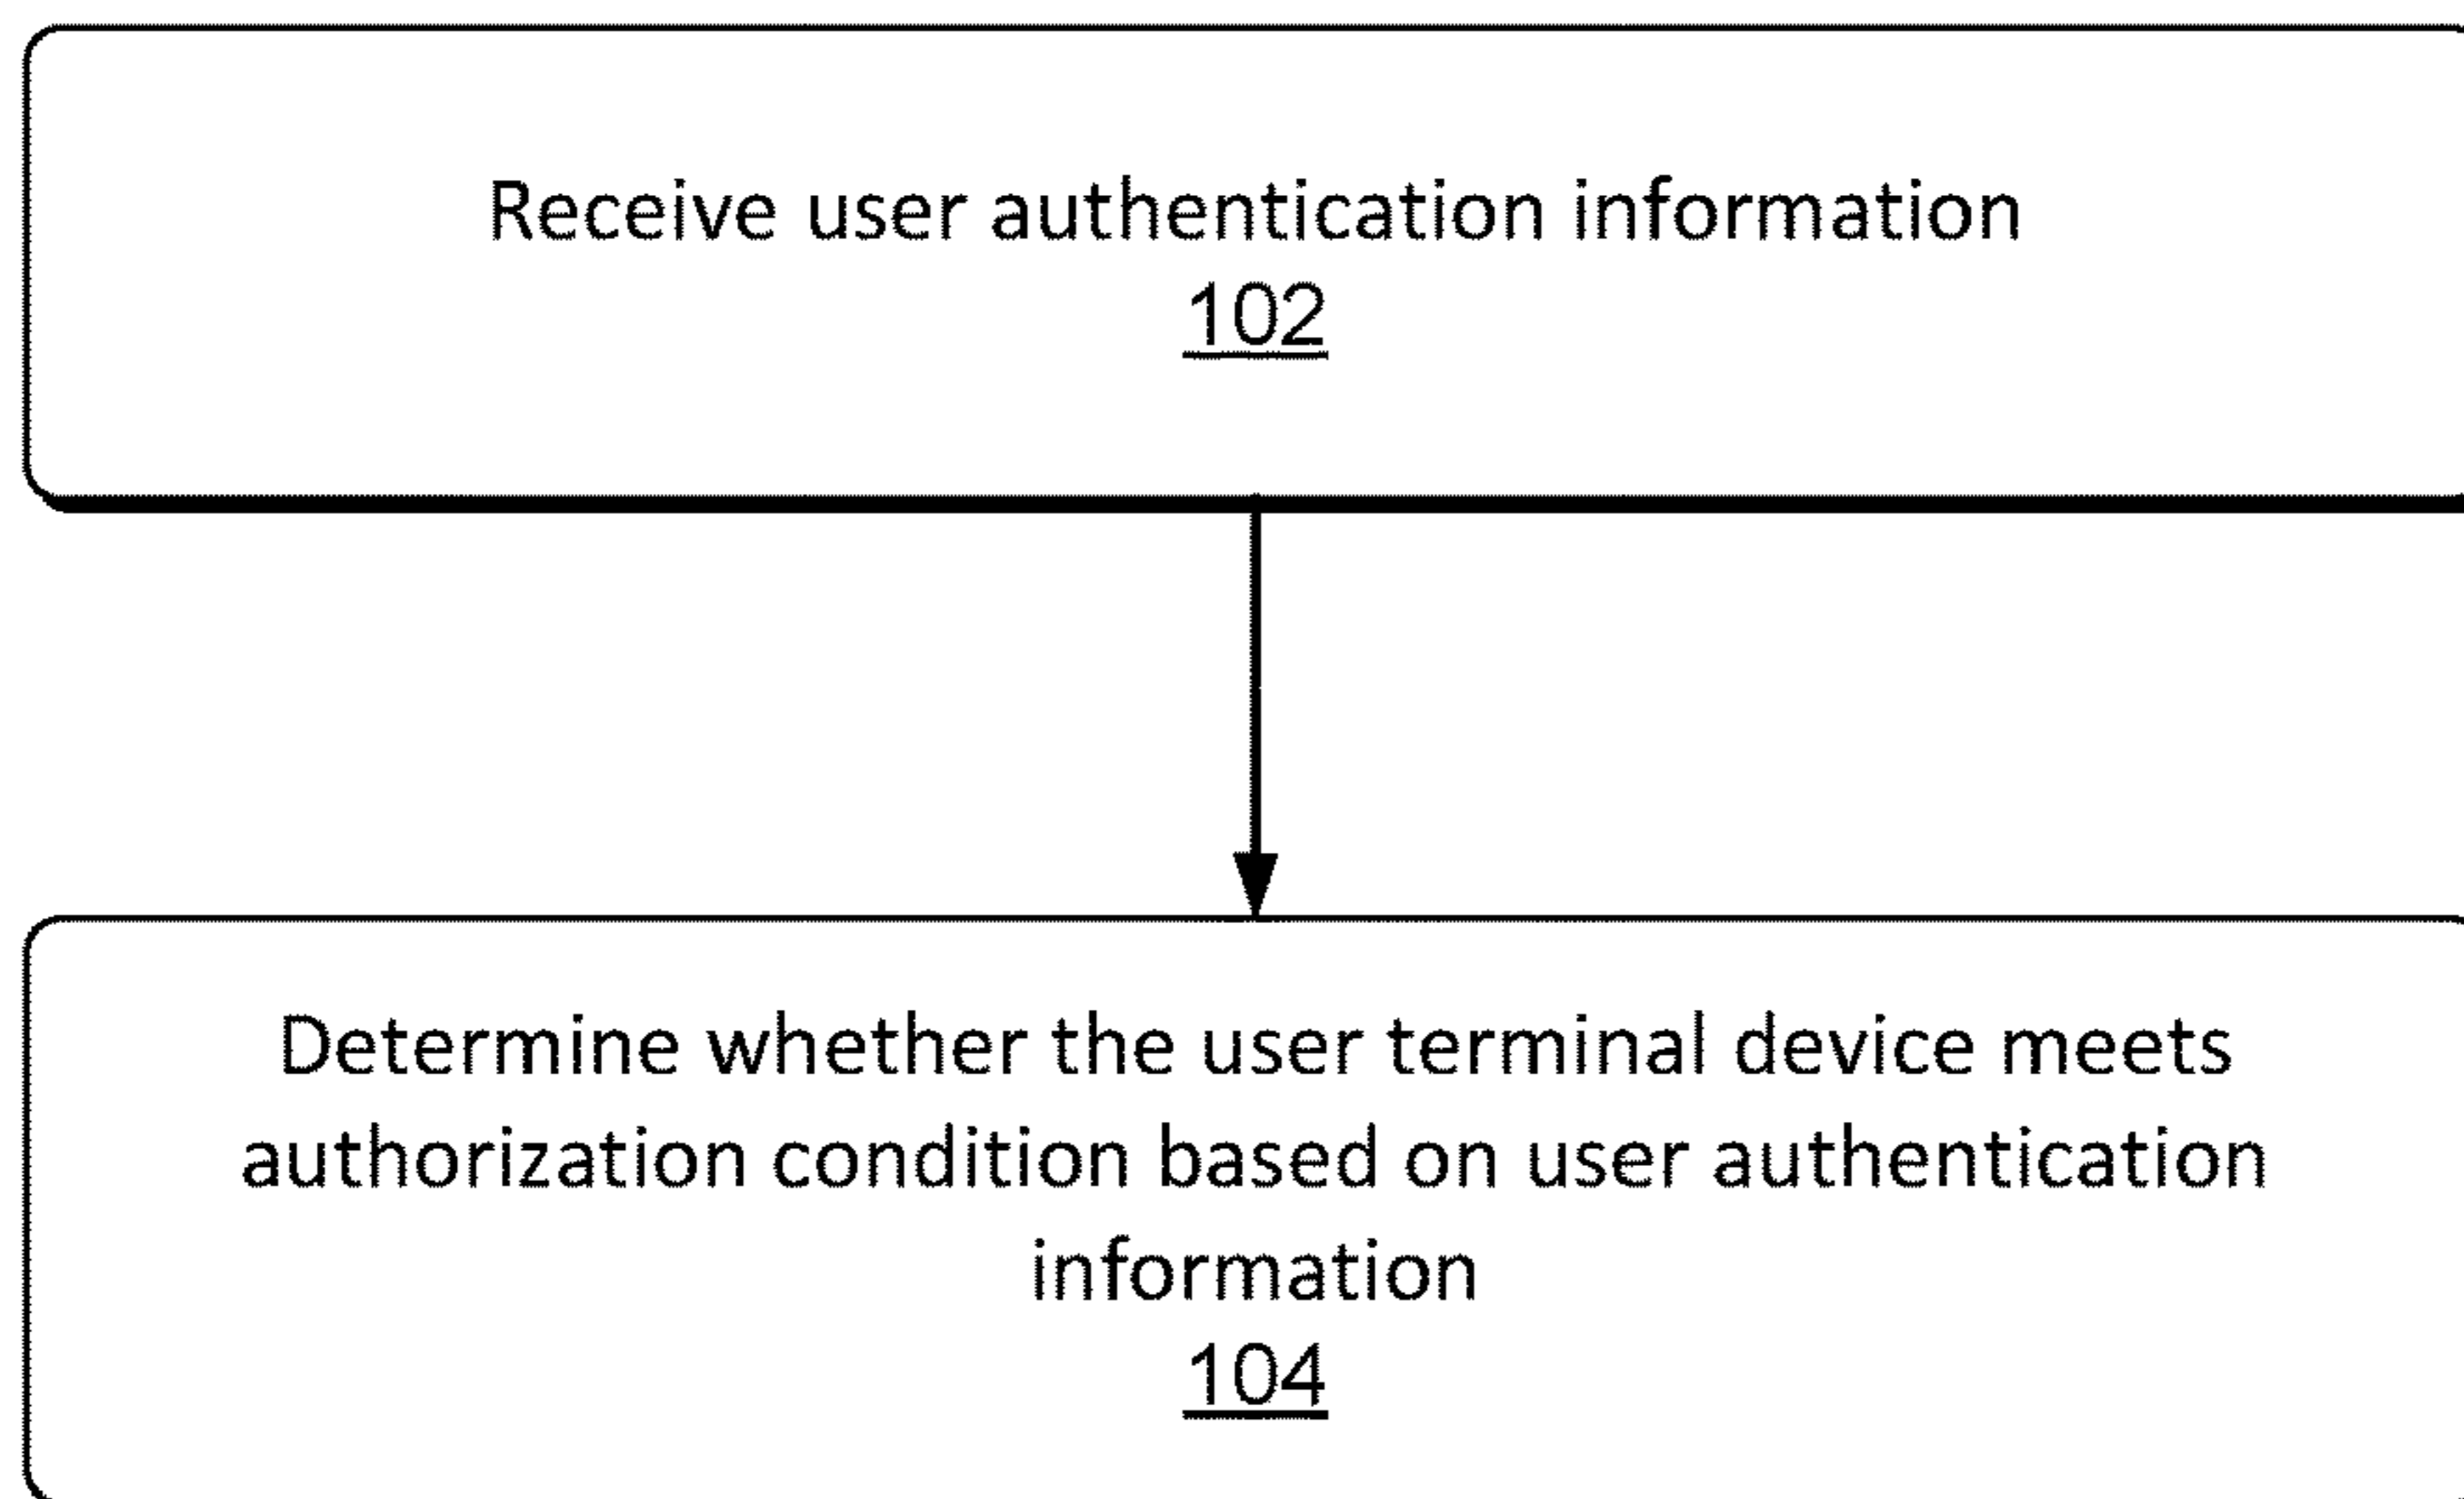 Receive user authentication information
102
Determine whether the user terminal device meets
authorization condition based on user authentication
information
104